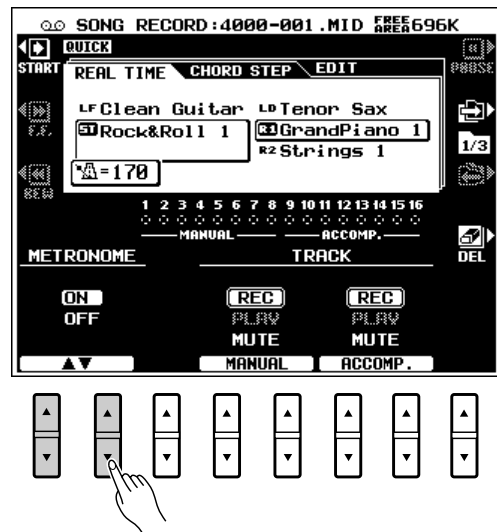 SONG RECORD:4000-001.MID FREE AREA 696K
QUICK
START REAL TIME CHORD STEP EDIT PAUSE
LF Clean Guitar LD Tenor Sax
F.F. ST Rock&Roll 1 R1 GrandPiano 1
1/3
R2 Strings 1
=170
REW
1 2 3 4 5 6 7 8 9 10 11 12 13 14 15 16
MANUAL ACCOMP.
METRONOME TRACK DEL
ON REC REC
OFF PLAY PLAY
MUTE MUTE
▲▼ MANUAL ACCOMP.